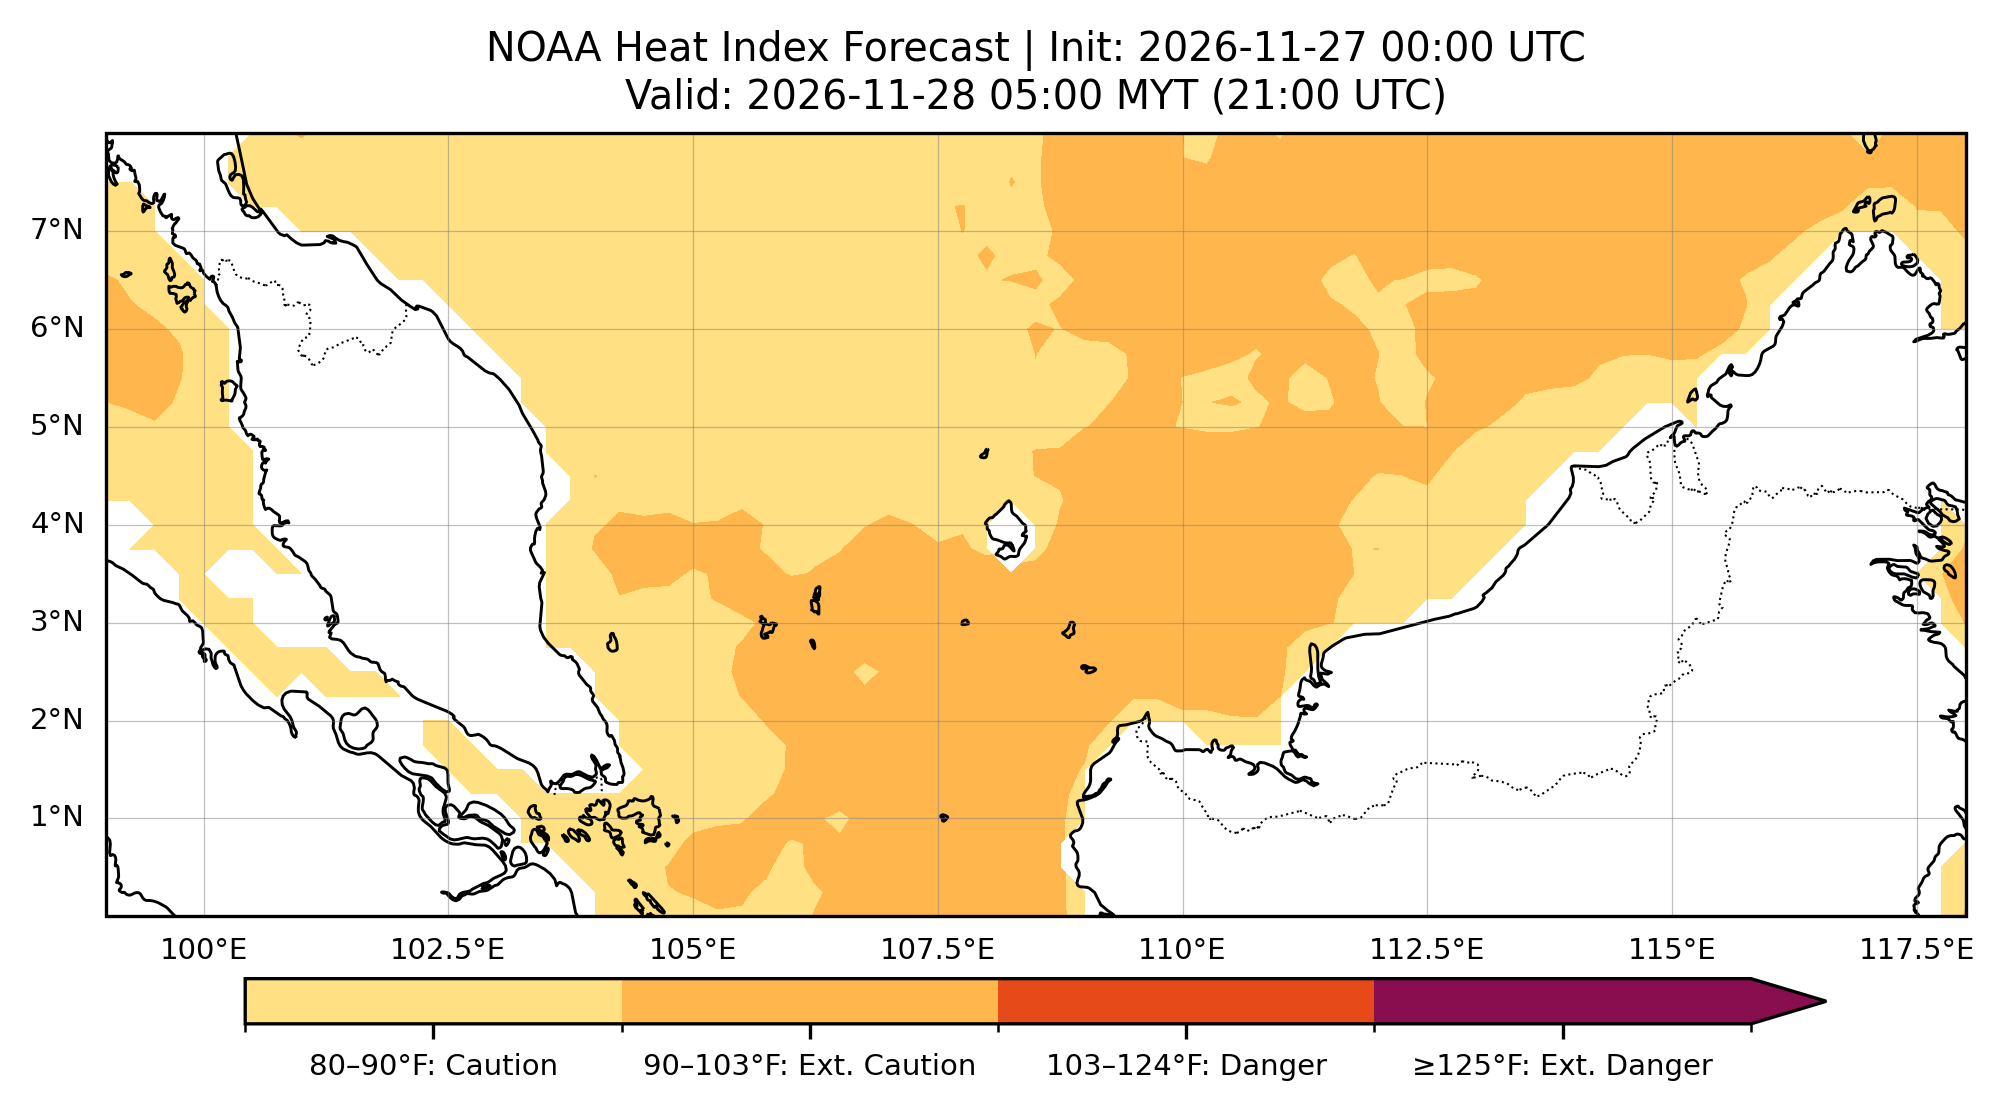 NOAA Heat Index Forecast | Init: 2026-11-27 00:00 UTC
Valid: 2026-11-28 05:00 MYT (21:00 UTC)
7°N
6°N
5°N
4°N
3°N
2°N
1°N
100°E 102.5°E 105°E 107.5°E 110°E 112.5°E 115°E 117.5°E
80–90°F: Caution 90–103°F: Ext. Caution 103–124°F: Danger ≥125°F: Ext. Danger